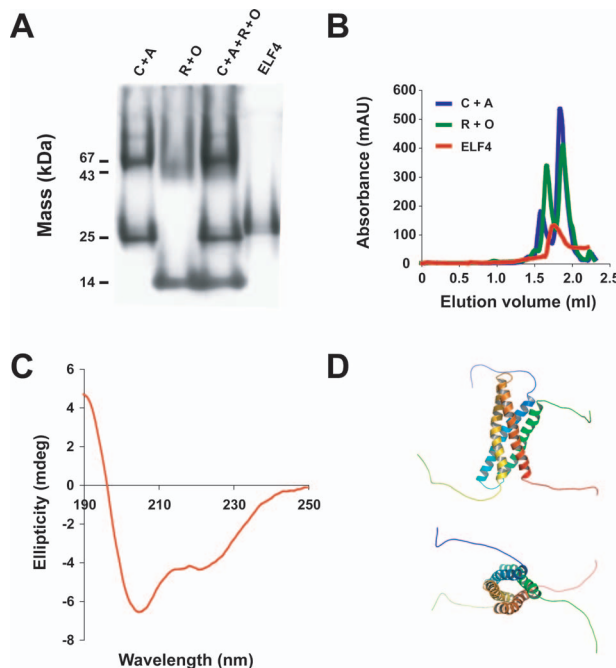 A
C+A
R+O
C+A+R+O
ELF4
Mass (kDa)
67
43
25
14
B
Absorbance (mAU)
600
500
400
300
200
100
0
C + A
R + O
ELF4
0
0.5
1.0
1.5
2.0
2.5
Elution volume (ml)
C
Ellipticity (mdeg)
6
4
2
0
-2
-4
-6
-8
190
210
230
250
Wavelength (nm)
D